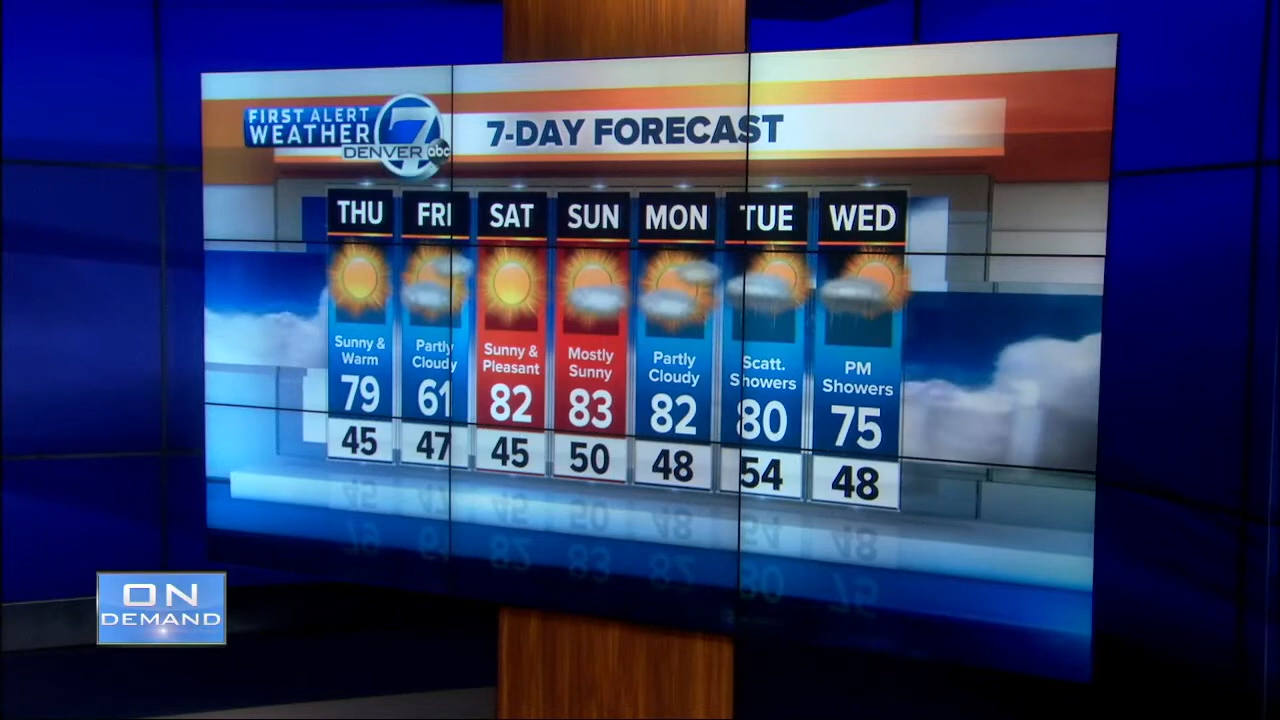 FIRST ALERT
WEATHER
7
DENVER abc
7-DAY FORECAST
THU FRI SAT SUN MON TUE WED
Sunny & Warm
Partly Cloudy
Sunny & Pleasant
Mostly Sunny
Partly Cloudy
Scatt. Showers
PM Showers
79 61 82 83 82 80 75
45 47 45 50 48 54 48
ON
DEMAND